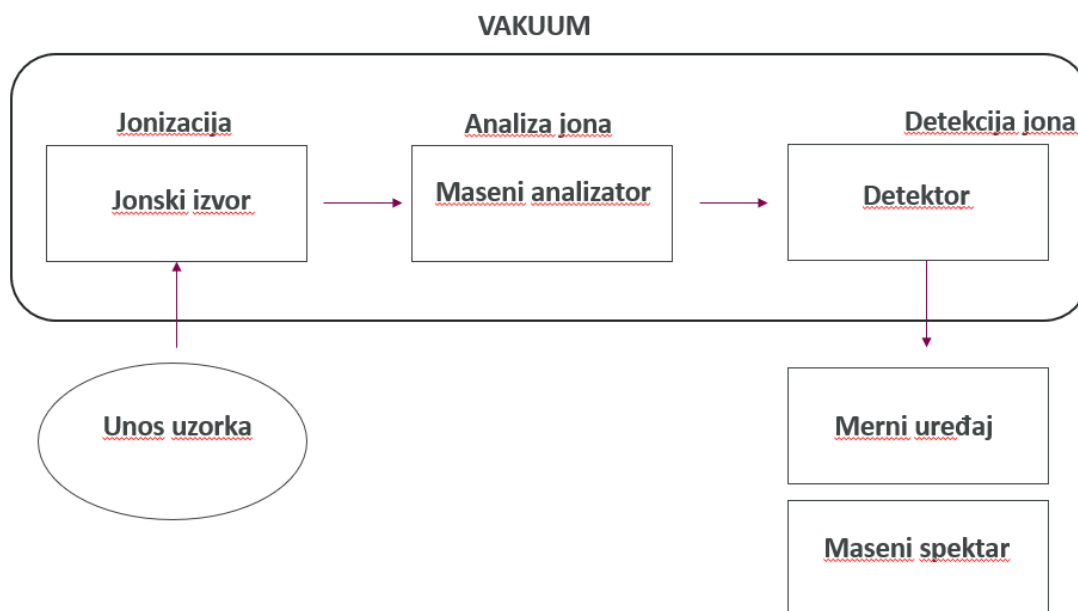 VAKUUM
Jonizacija
Analiza jona
Detekcija jona
Jonski izvor
Maseni analizator
Detektor
Unos uzorka
Merni uređaj
Maseni spektar